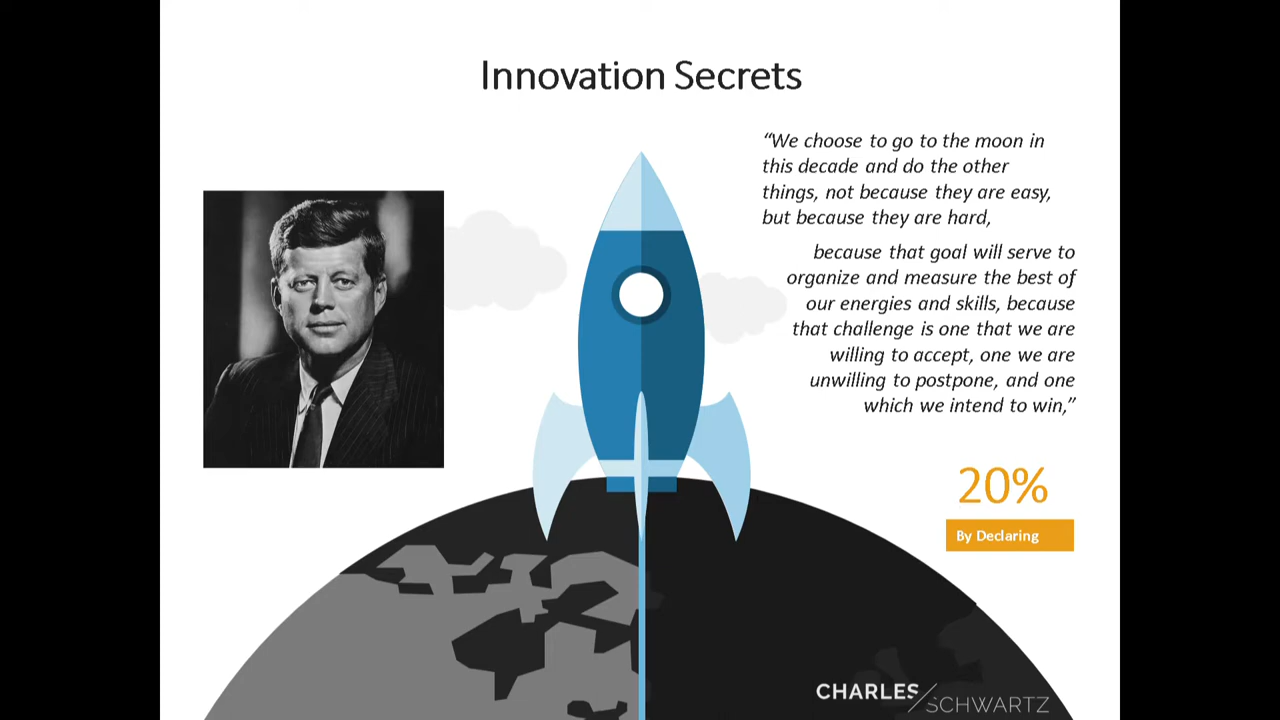 Innovation Secrets
“We choose to go to the moon in
this decade and do the other
things, not because they are easy,
but because they are hard,
because that goal will serve to
organize and measure the best of
our energies and skills, because
that challenge is one that we are
willing to accept, one we are
unwilling to postpone, and one
which we intend to win,”
20%
By Declaring
CHARLES/SCHWARTZ